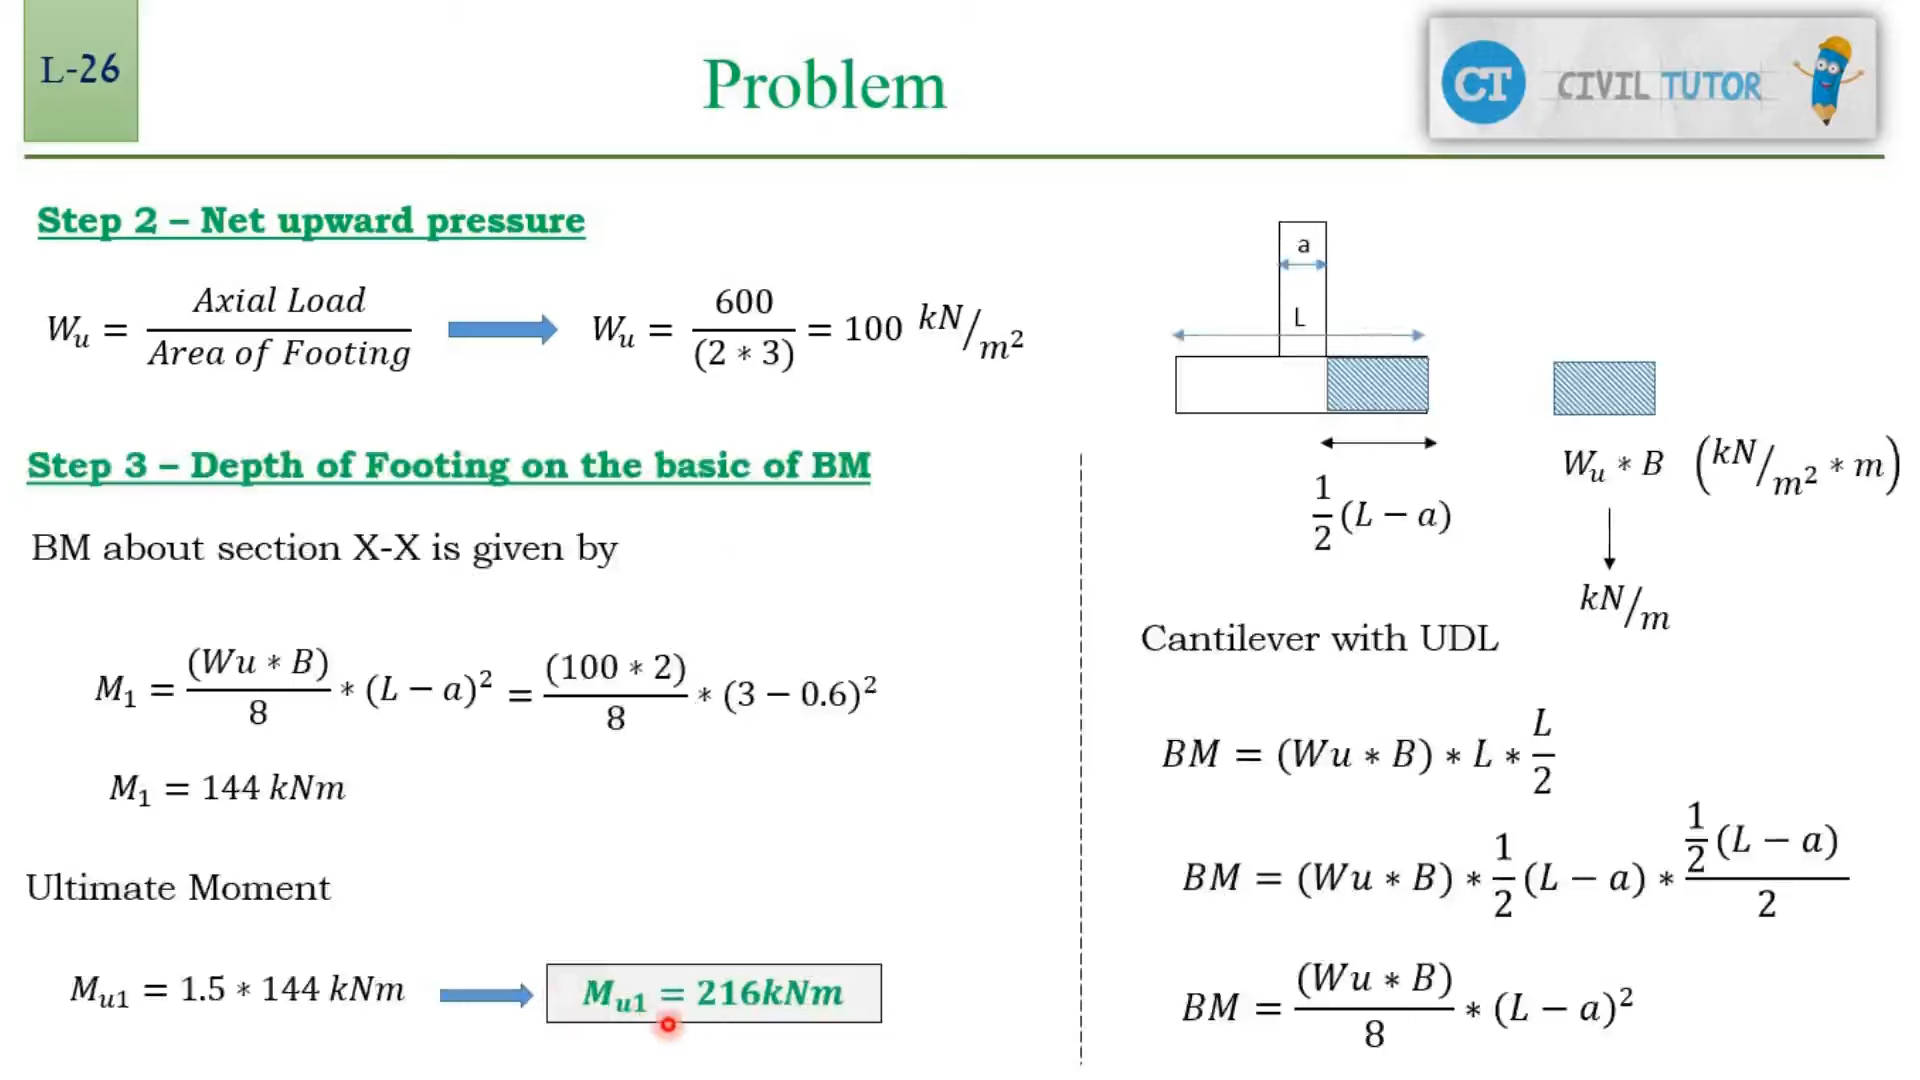 L-26
Problem
CT CIVIL TUTOR
Step 2 – Net upward pressure
W_u = Axial Load / Area of Footing
W_u = 600 / (2 * 3) = 100 kN/m²
Step 3 – Depth of Footing on the basic of BM
BM about section X-X is given by
M₁ = (Wu * B) / 8 * (L − a)² = (100 * 2) / 8 * (3 − 0.6)²
M₁ = 144 kNm
Ultimate Moment
M_u1 = 1.5 * 144 kNm
M_u1 = 216kNm
a
L
1/2 (L − a)
W_u * B (kN/m² * m)
kN/m
Cantilever with UDL
BM = (Wu * B) * L * L/2
BM = (Wu * B) * 1/2 (L − a) * 1/2 (L − a) / 2
BM = (Wu * B) / 8 * (L − a)²